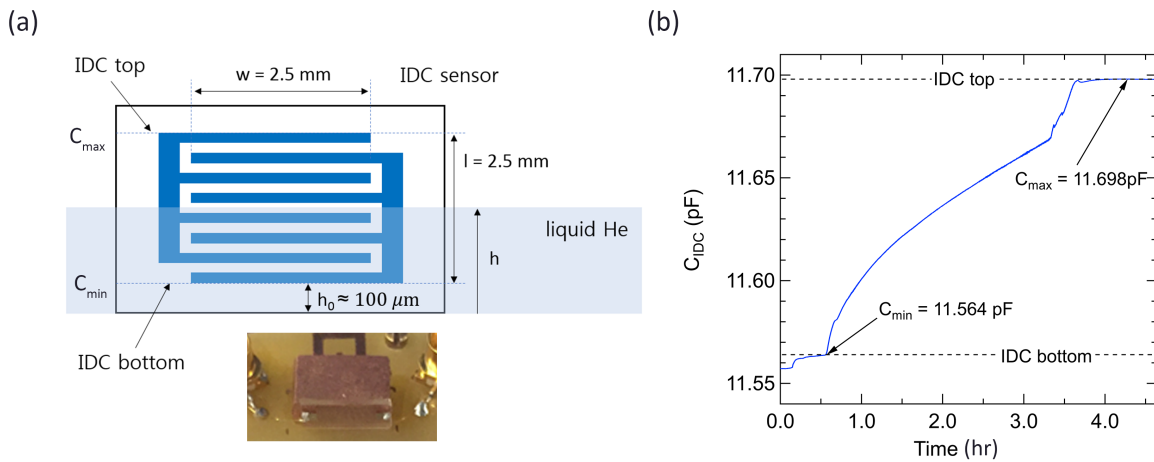 (a)
IDC top
w = 2.5 mm
IDC sensor
Cmax
l = 2.5 mm
liquid He
h
Cmin
h₀ ≈ 100 μm
IDC bottom
(b)
CIDC (pF)
11.70
11.65
11.60
11.55
IDC top
Cmax = 11.698pF
Cmin = 11.564 pF
IDC bottom
0.0 1.0 2.0 3.0 4.0
Time (hr)